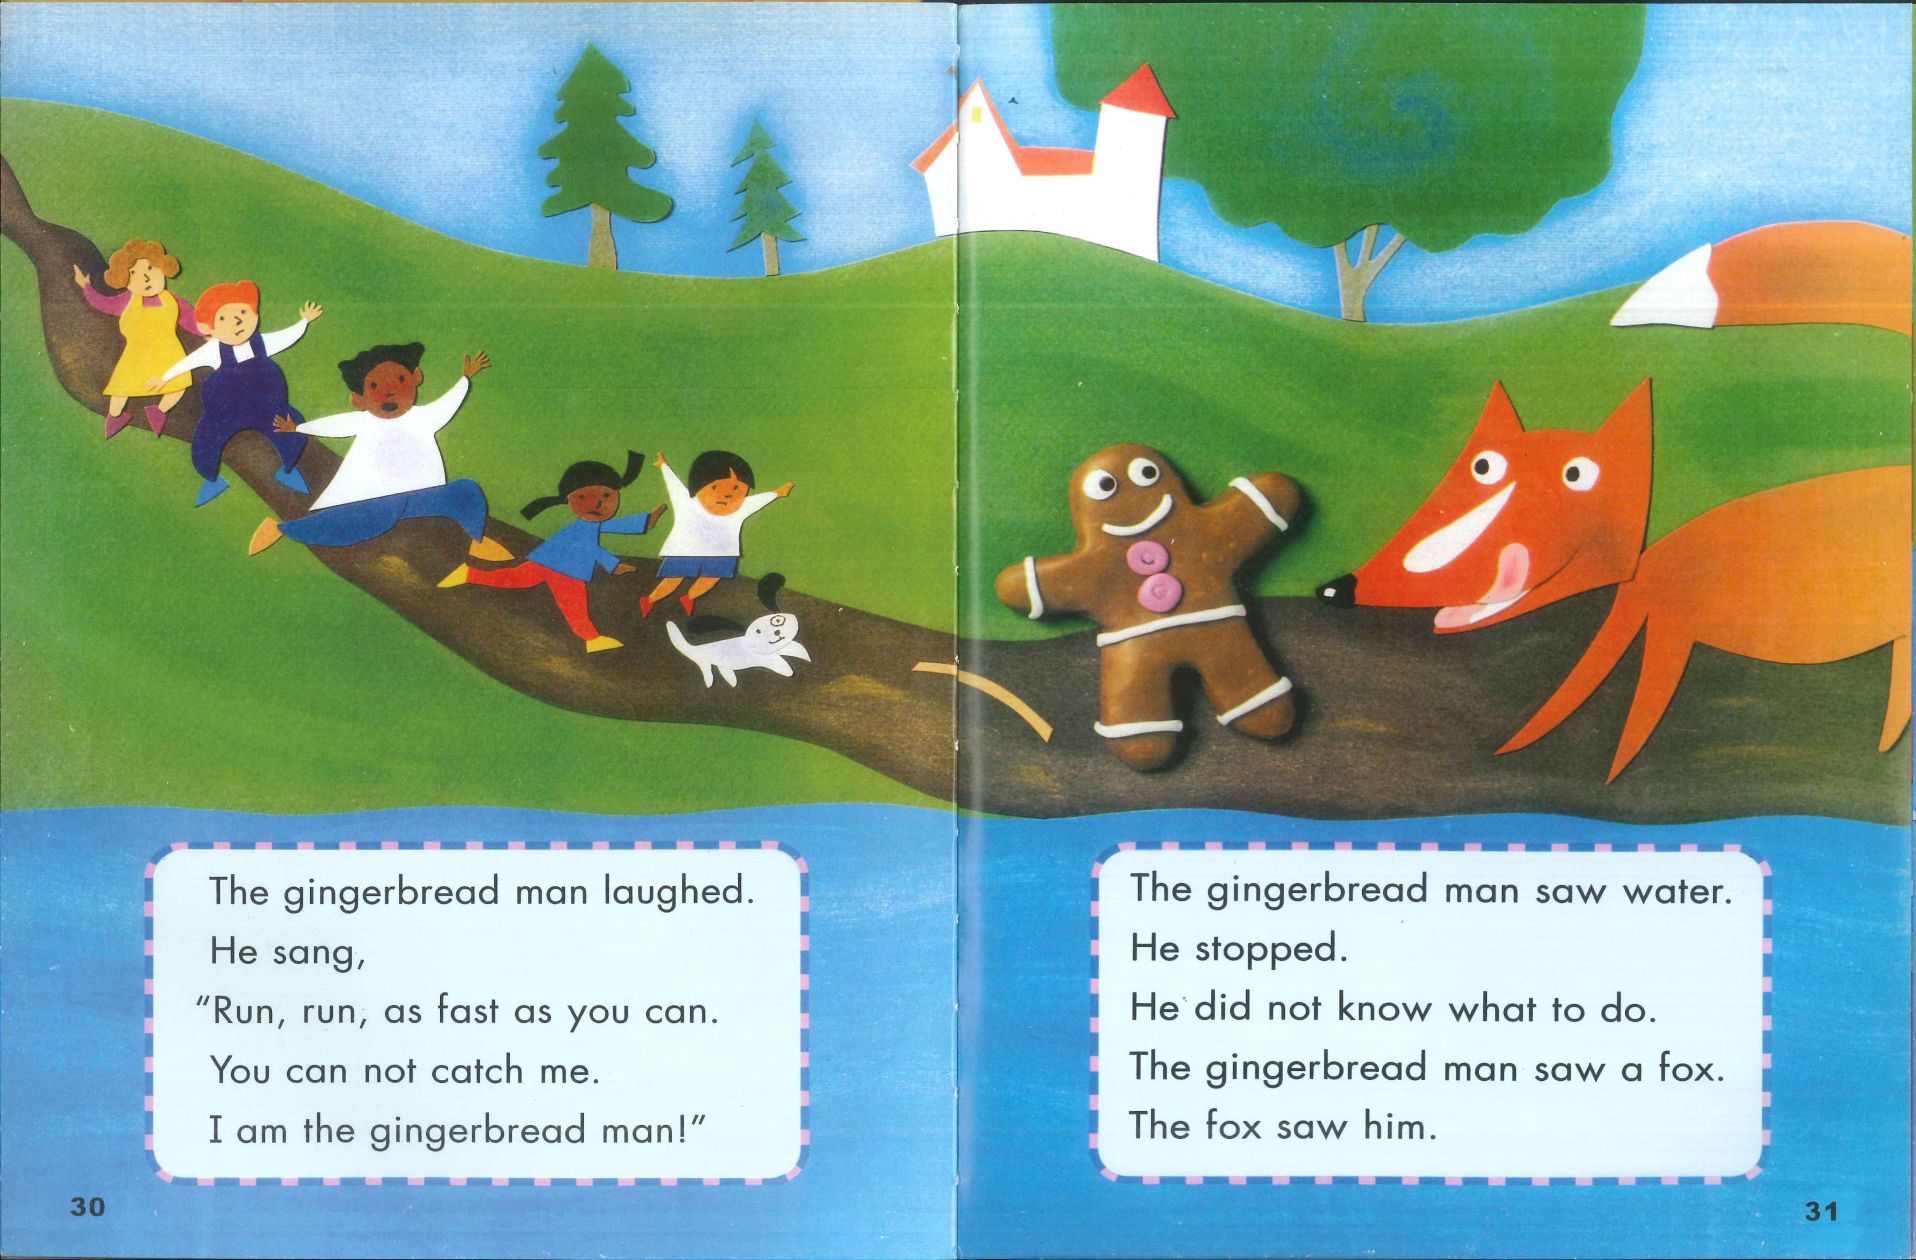 The gingerbread man laughed.
He sang,
“Run, run, as fast as you can.
You can not catch me.
I am the gingerbread man!”
30
The gingerbread man saw water.
He stopped.
He did not know what to do.
The gingerbread man saw a fox.
The fox saw him.
31